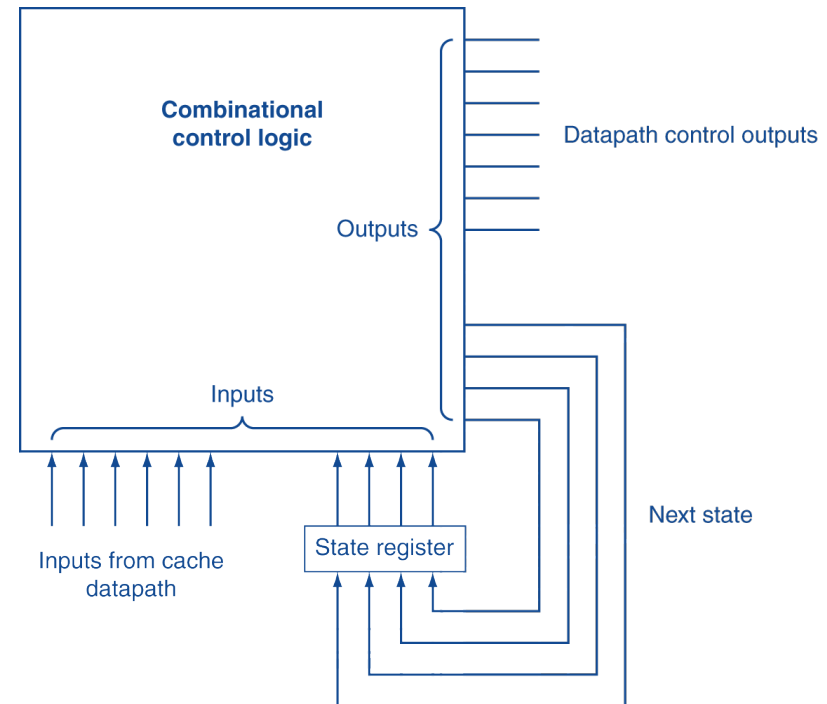 Combinational
control logic
Datapath control outputs
Outputs
Inputs
Next state
State register
Inputs from cache
datapath